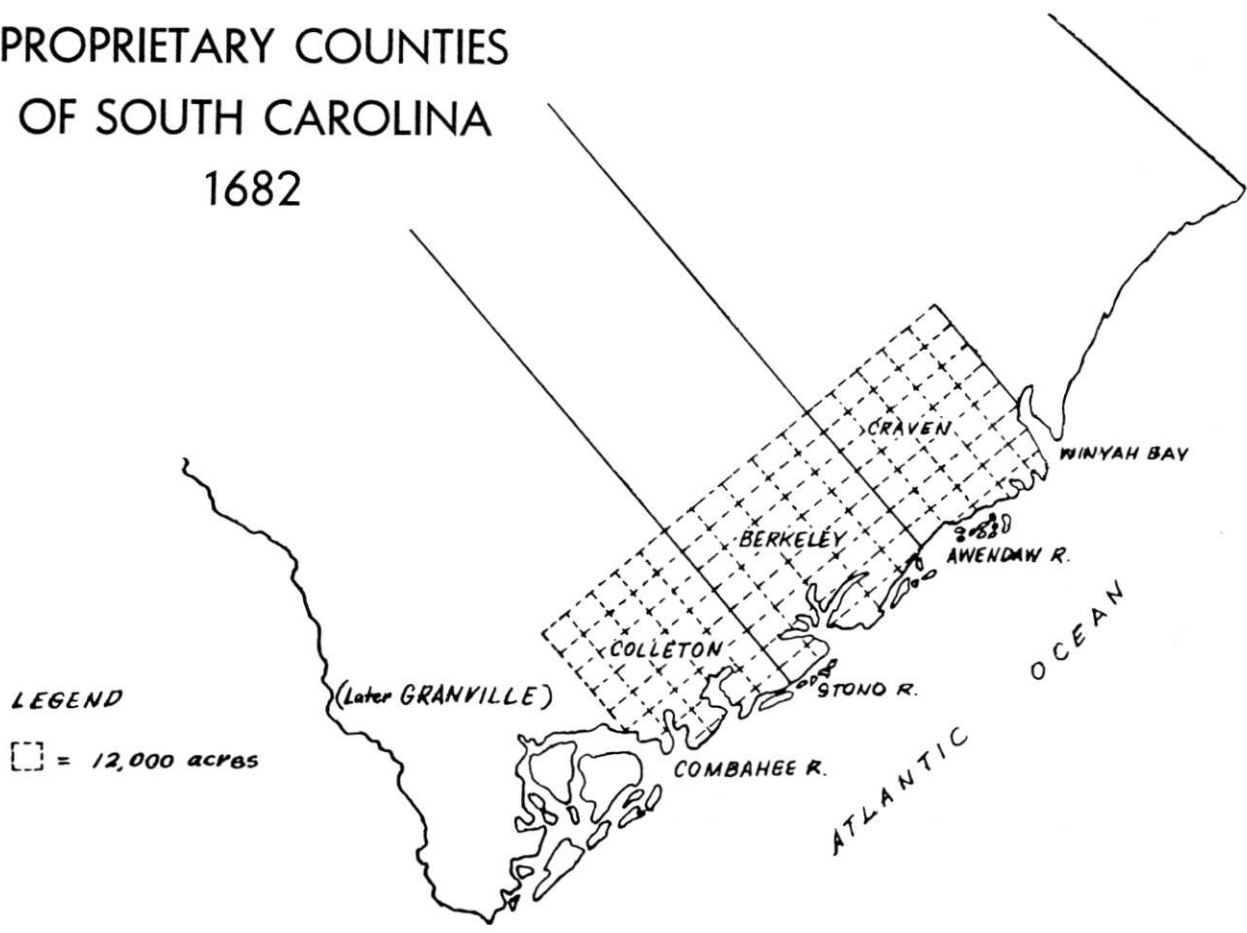 PROPRIETARY COUNTIES
OF SOUTH CAROLINA
1682
CRAVEN
WINYAH BAY
BERKELEY
AWENDAW R.
COLLETON
OCEAN
STONO R.
(Later GRANVILLE)
LEGEND
= 12,000 acres
COMBAHEE R.
ATLANTIC